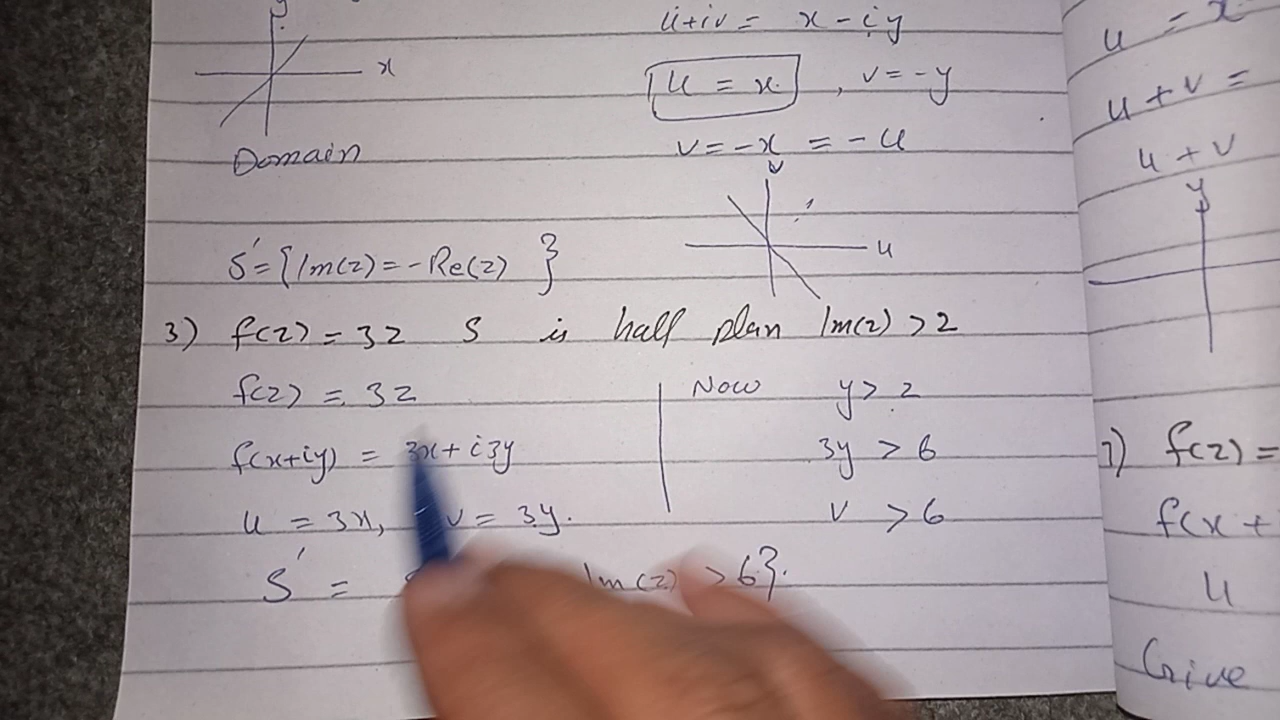 y
x
Domain
u+iv = x-iy
u = x. , v = -y
v = -x = -u
v
u
S' = {Im(z) = -Re(z) }
3) f(z) = 3z S is half plan Im(z) > 2
f(z) = 3z
f(x+iy) = 3x + i3y
u = 3x, v = 3y.
Now y > 2
3y > 6
v > 6
S' = Im(z) > 6}.
u = x
u + v =
u + v
y
7) f(z) =
f(x +
u
Give